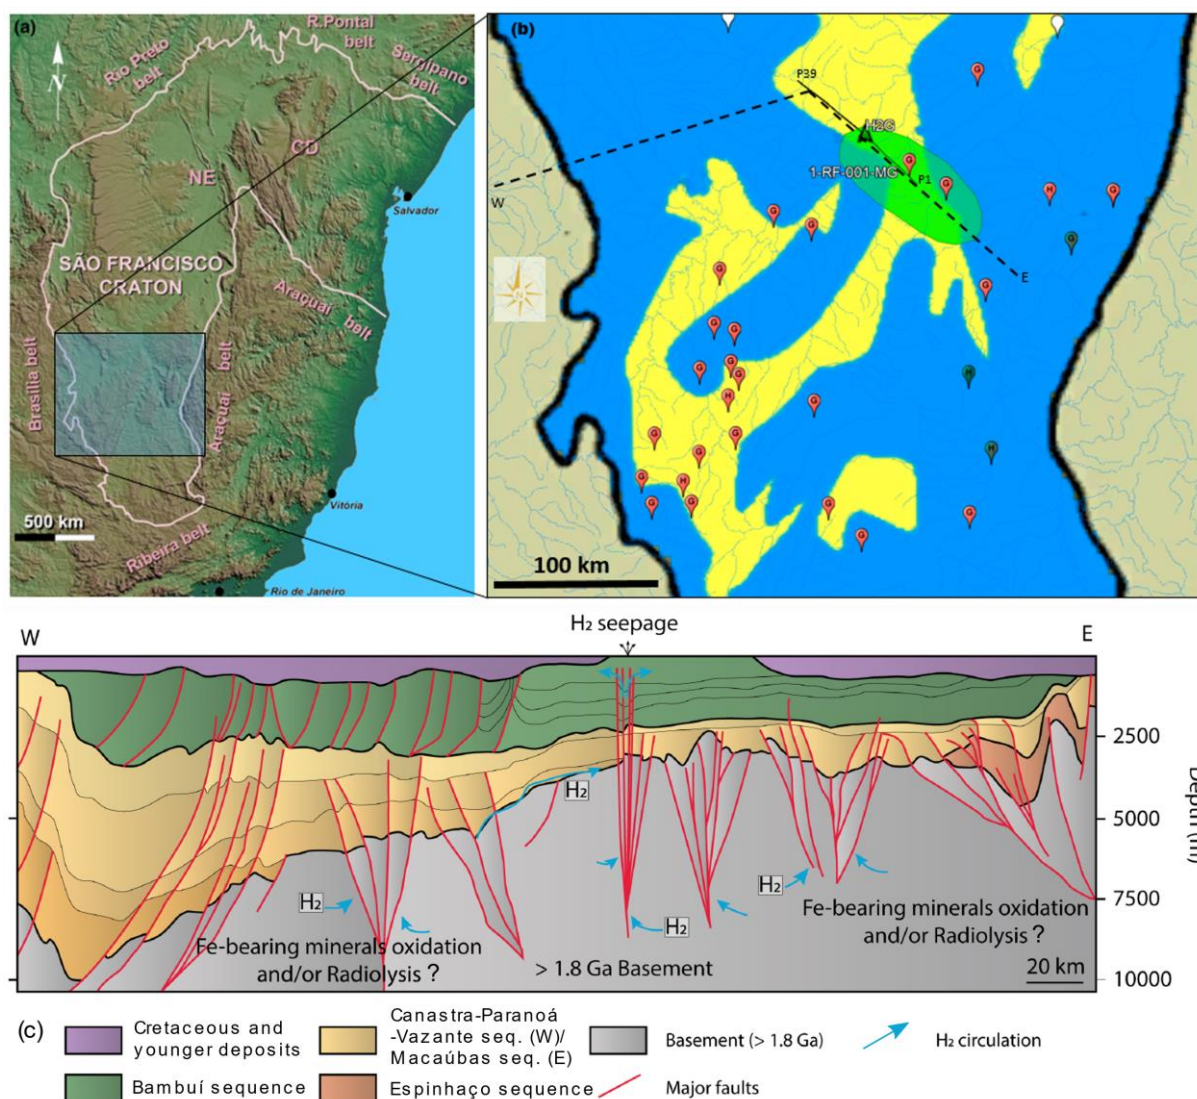 (a)
N
Rio Preto
belt
R.Pontal
belt
Sergipano
belt
CD
NE
Salvador
SÃO FRANCISCO
CRATON
Araçuaí belt
Brasília belt
Araçuaí belt
500 km
Vitória
Ribeira belt
Rio de Janeiro
(b)
P39
G
H2G
G
1-RF-001-MG
P1
G
H
G
W
G
G
G
N
E
G
G
G
G
G
G
G
H
H
G
G
G
G
H
G
H
G
G
G
G
G
100 km
H₂ seepage
W
E
2500
H₂
5000
Depth (m)
7500
H₂
H₂
H₂
Fe-bearing minerals oxidation
and/or Radiolysis ?
Fe-bearing minerals oxidation
and/or Radiolysis ?
> 1.8 Ga Basement
20 km
10000
(c)
Cretaceous and
younger deposits
Canastra-Paranoá
-Vazante seq. (W)/
Macaúbas seq. (E)
Basement (> 1.8 Ga)
H₂ circulation
Bambuí sequence
Espinhaço sequence
Major faults